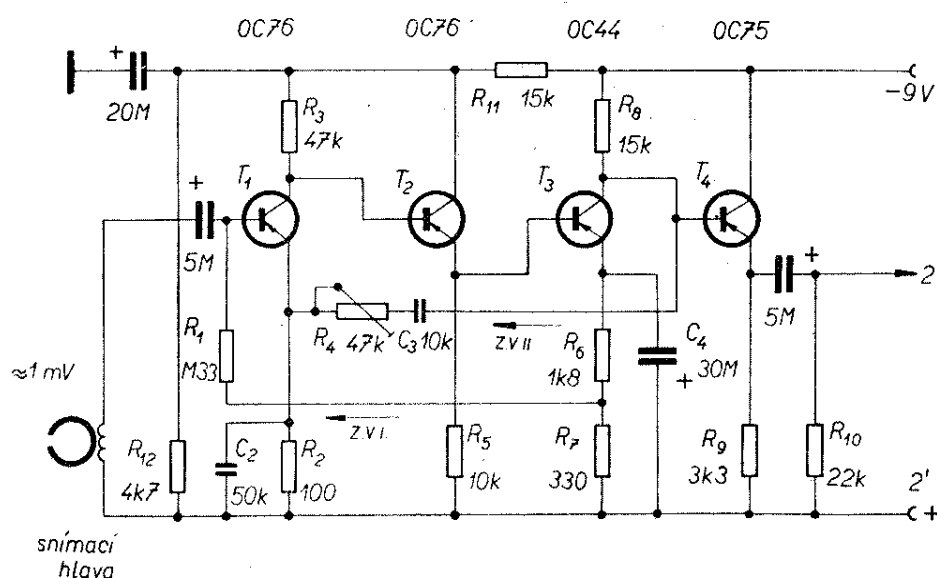 OC76 OC76 OC44 OC75
+
20M
R3
47k
R11
15k
R8
15k
-9V
T1
T2
T3
T4
+
5M
+
5M
2
R1
M33
R4
47k
C3
10k
Z.V II
R6
1k8
C4
+
30M
≈1 mV
Z.V I.
R12
4k7
C2
50k
R2
100
R5
10k
R7
330
R9
3k3
R10
22k
2'
+
snímací
hlava